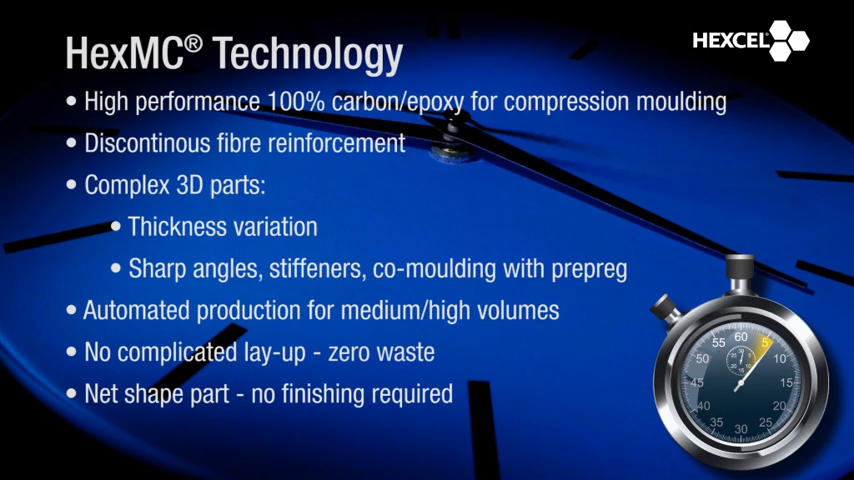 HexMC® Technology
HEXCEL
• High performance 100% carbon/epoxy for compression moulding
• Discontinous fibre reinforcement
• Complex 3D parts:
• Thickness variation
• Sharp angles, stiffeners, co-moulding with prepreg
• Automated production for medium/high volumes
• No complicated lay-up - zero waste
• Net shape part - no finishing required
60
55 5
50 10
45 15
40 20
35 25
30